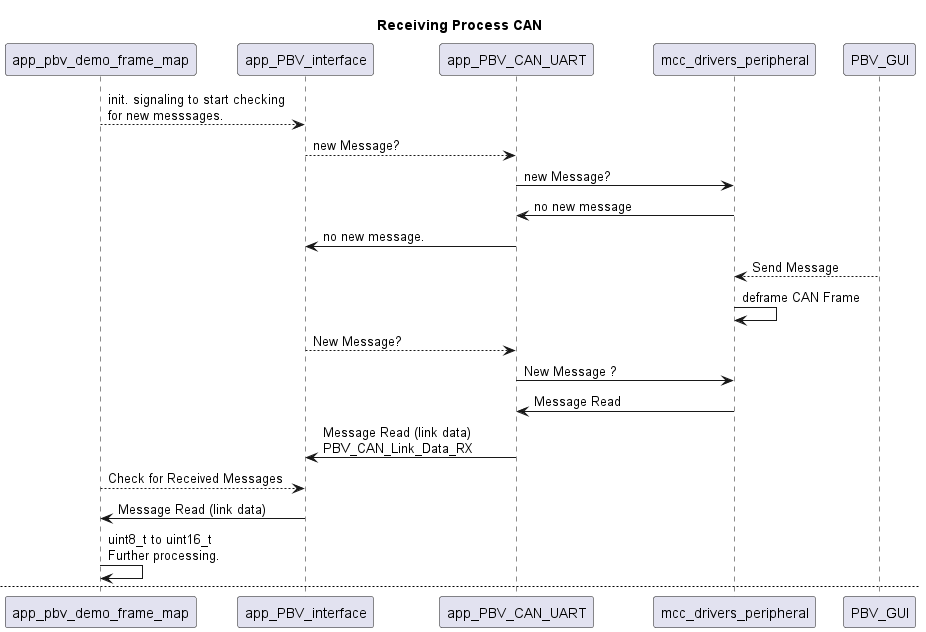 Receiving Process CAN
app_pbv_demo_frame_map
app_PBV_interface
app_PBV_CAN_UART
mcc_drivers_peripheral
PBV_GUI
init. signaling to start checking
for new messsages.
new Message?
new Message?
no new message
no new message.
Send Message
deframe CAN Frame
New Message?
New Message ?
Message Read
Message Read (link data)
PBV_CAN_Link_Data_RX
Check for Received Messages
Message Read (link data)
uint8_t to uint16_t
Further processing.
app_pbv_demo_frame_map
app_PBV_interface
app_PBV_CAN_UART
mcc_drivers_peripheral
PBV_GUI